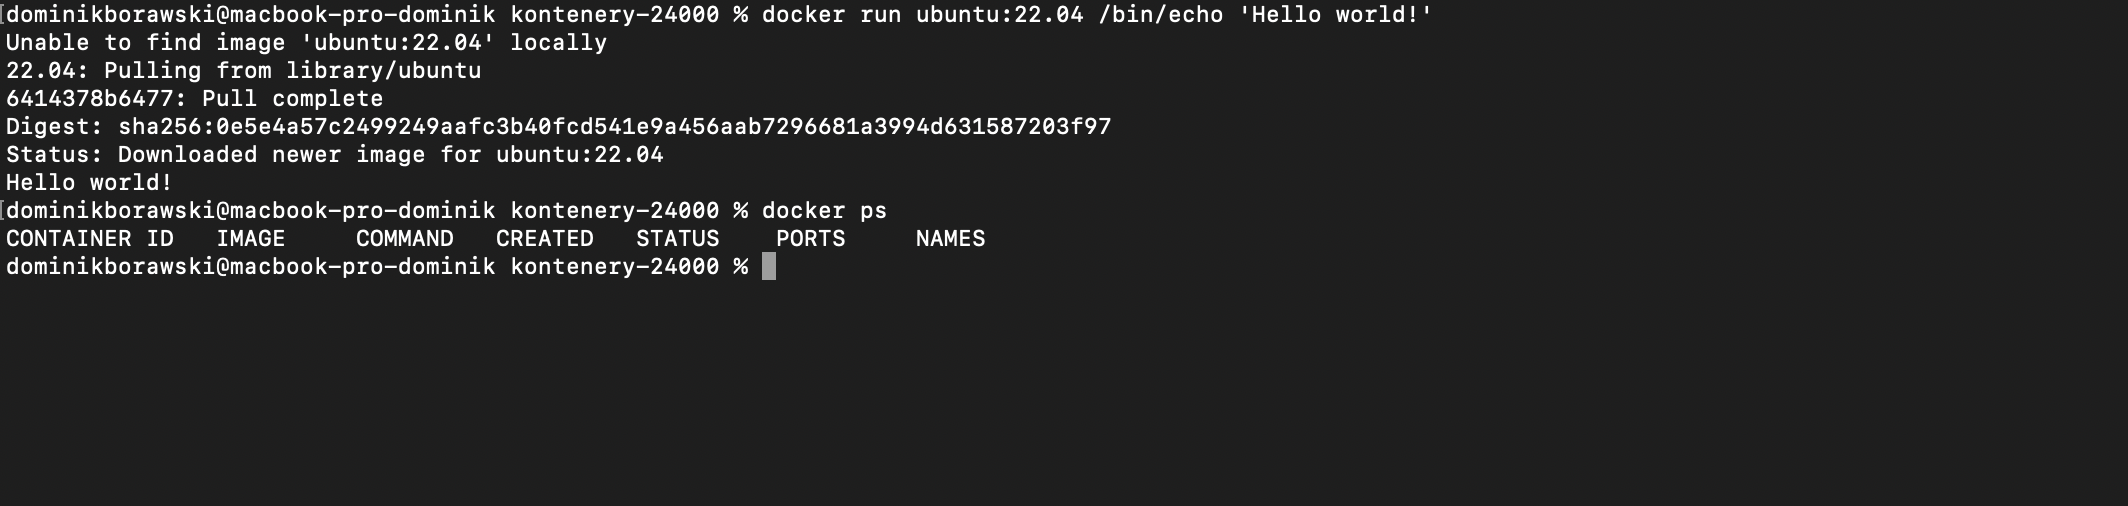 dominikborawski@macbook-pro-dominik kontenery-24000 % docker run ubuntu:22.04 /bin/echo 'Hello world!'
Unable to find image 'ubuntu:22.04' locally
22.04: Pulling from library/ubuntu
6414378b6477: Pull complete
Digest: sha256:0e5e4a57c2499249aafc3b40fcd541e9a456aab7296681a3994d631587203f97
Status: Downloaded newer image for ubuntu:22.04
Hello world!
dominikborawski@macbook-pro-dominik kontenery-24000 % docker ps
CONTAINER ID   IMAGE     COMMAND   CREATED   STATUS    PORTS     NAMES
dominikborawski@macbook-pro-dominik kontenery-24000 %